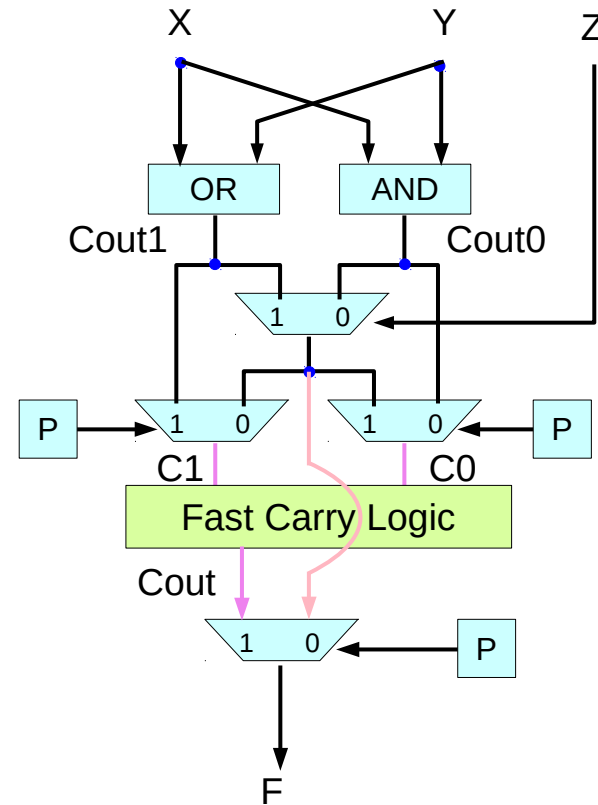 X Y Z
OR AND
Cout1 Cout0
1 0
P 1 0 1 0 P
C1 C0
Fast Carry Logic
Cout
1 0 P
F